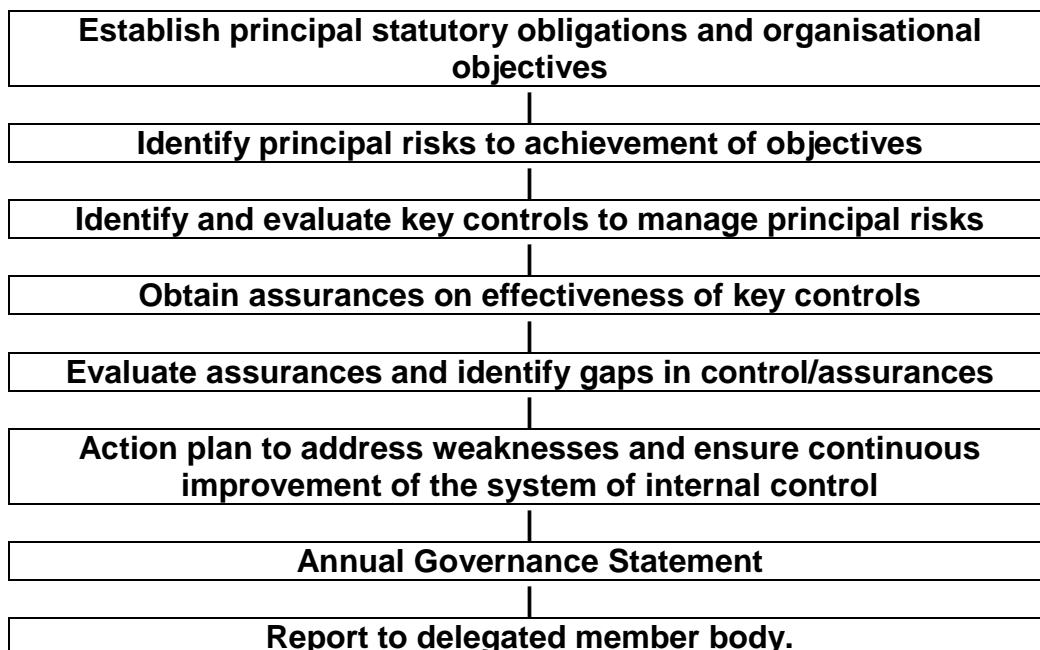 Establish principal statutory obligations and organisational
objectives
Identify principal risks to achievement of objectives
Identify and evaluate key controls to manage principal risks
Obtain assurances on effectiveness of key controls
Evaluate assurances and identify gaps in control/assurances
Action plan to address weaknesses and ensure continuous
improvement of the system of internal control
Annual Governance Statement
Report to delegated member body.